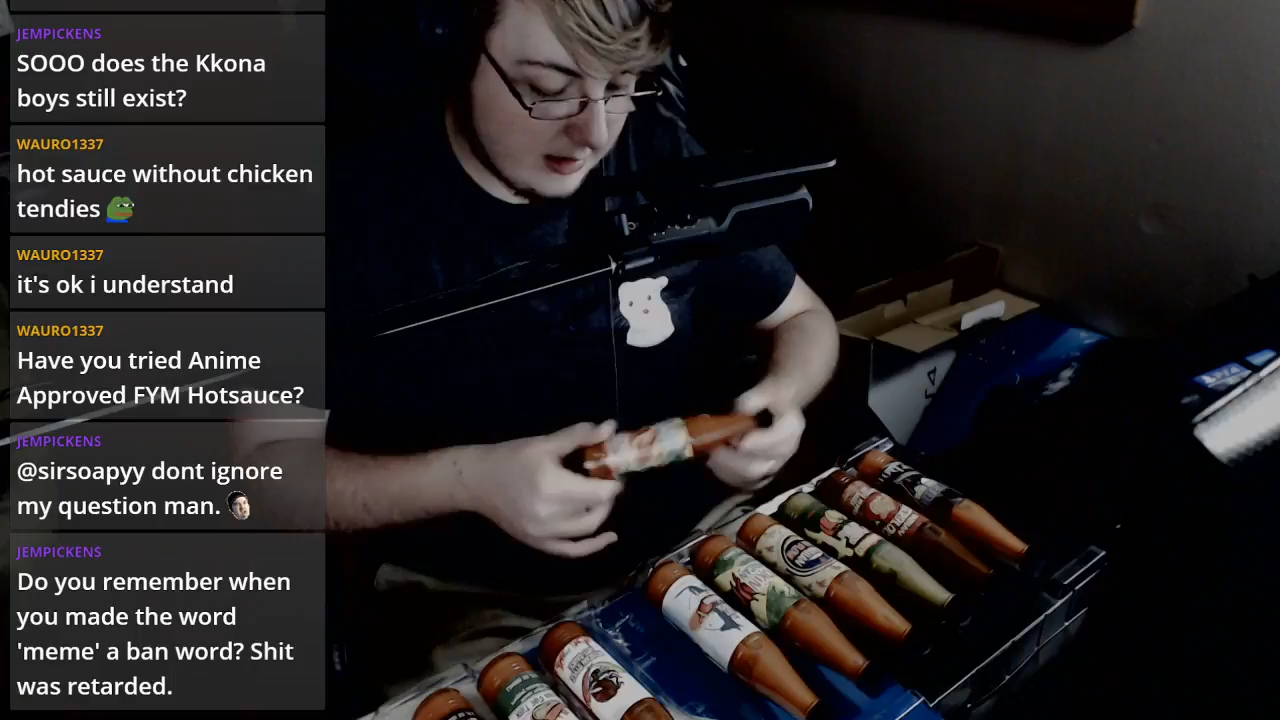 JEMPICKENS
SOOO does the Kkona
boys still exist?
WAURO1337
hot sauce without chicken
tendies
WAURO1337
it's ok i understand
WAURO1337
Have you tried Anime
Approved FYM Hotsauce?
JEMPICKENS
@sirsoapyy dont ignore
my question man.
JEMPICKENS
Do you remember when
you made the word
'meme' a ban word? Shit
was retarded.